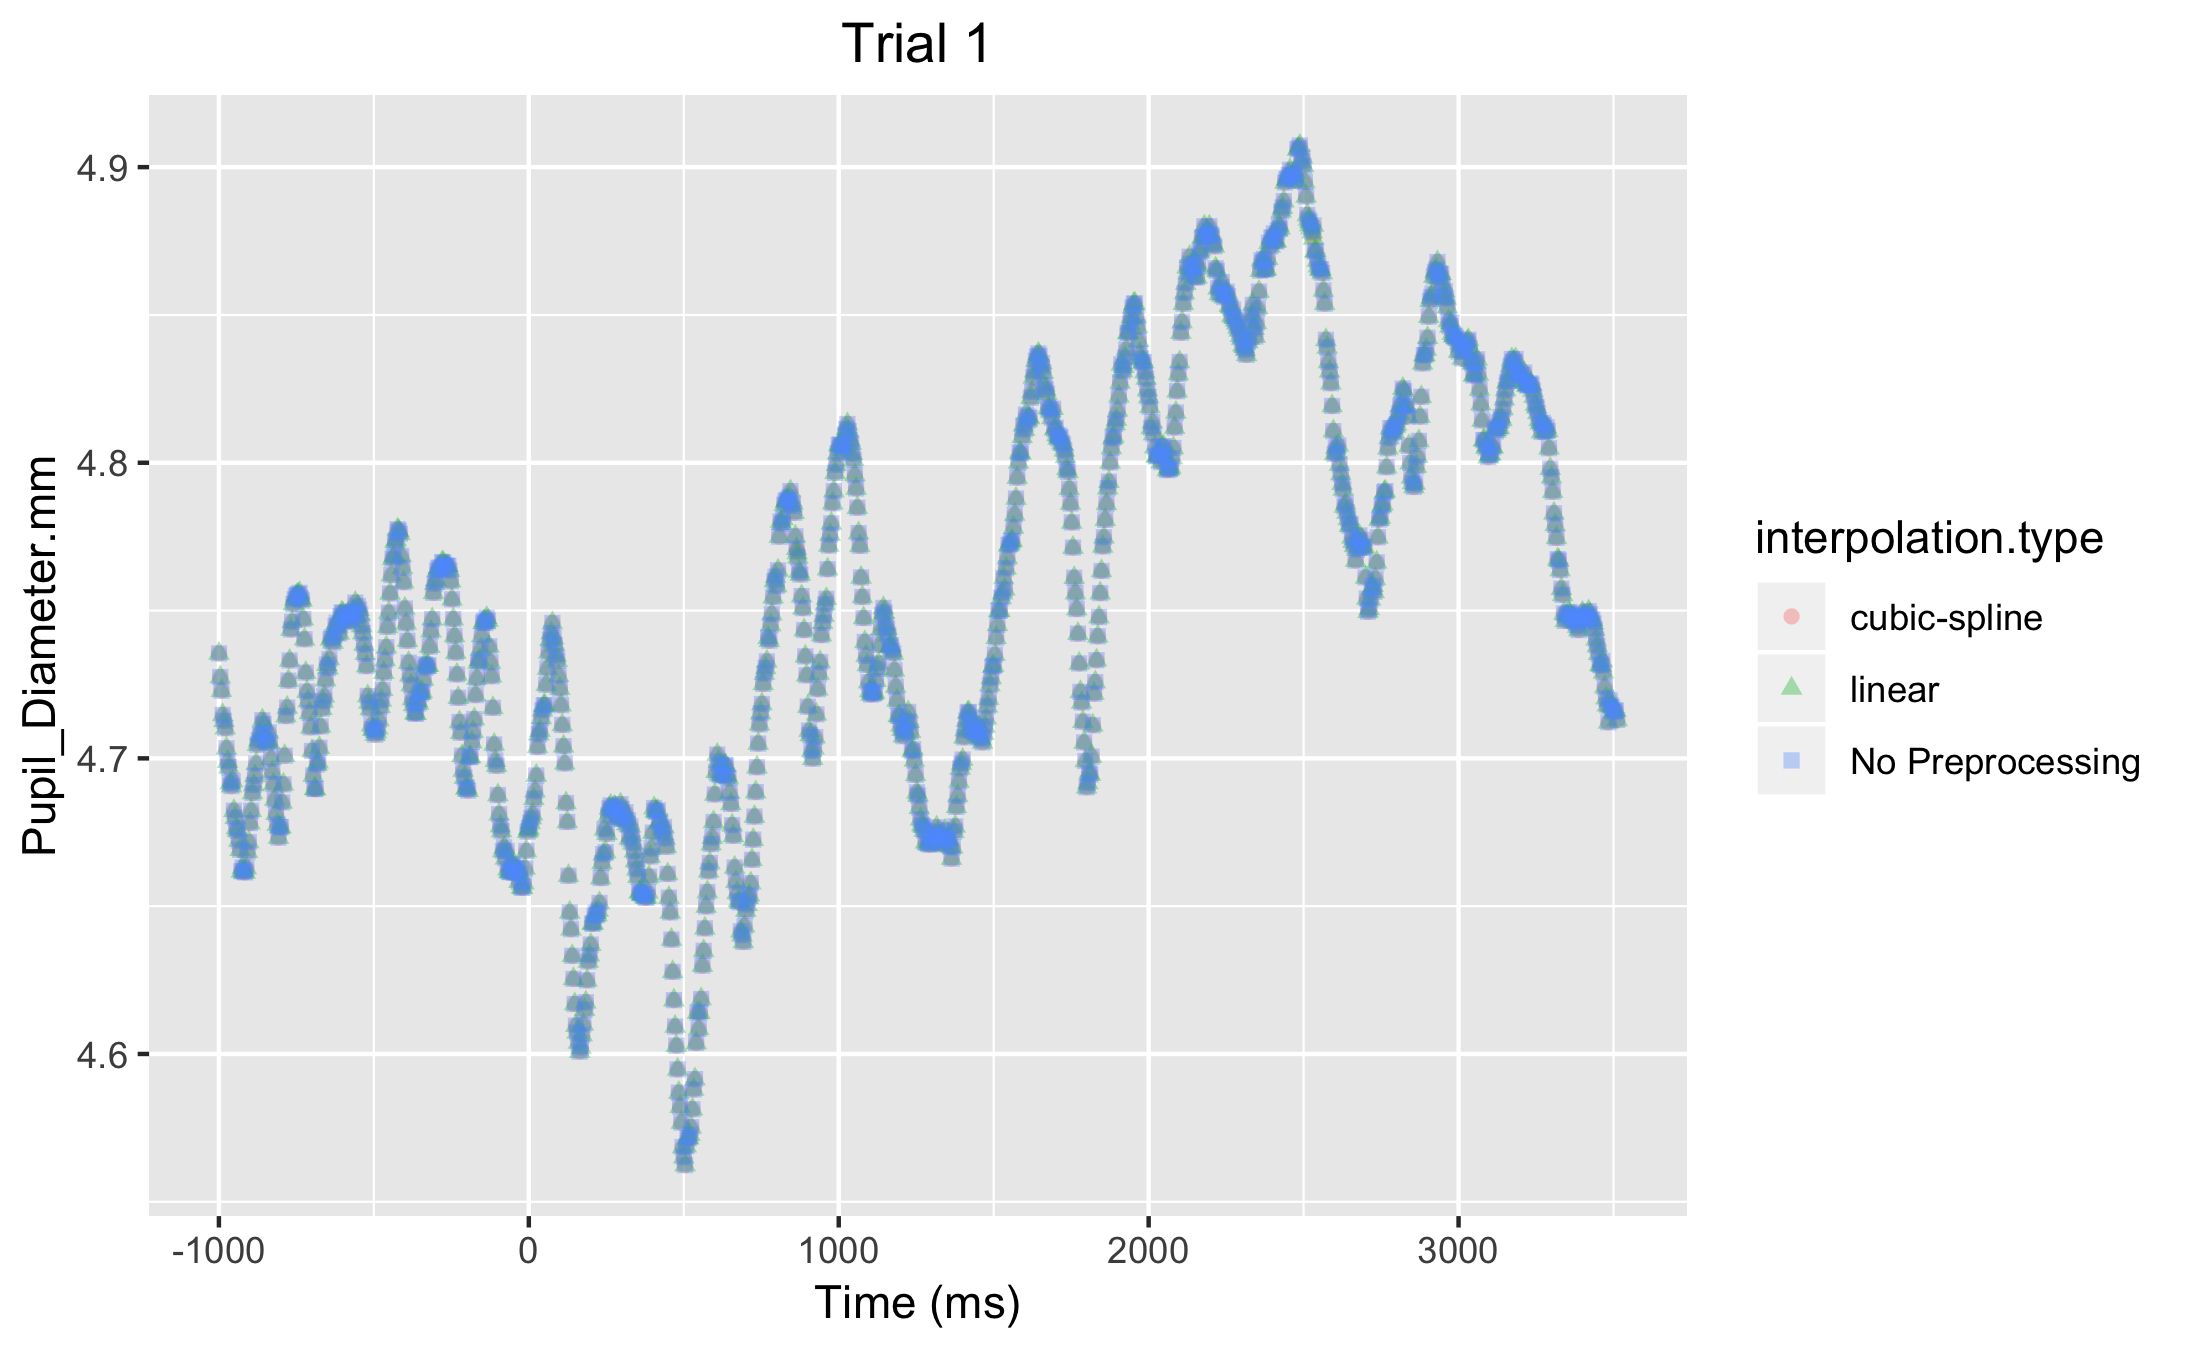 Trial 1
4.9
4.8
4.7
4.6
Pupil_Diameter.mm
-1000 0 1000 2000 3000
Time (ms)
interpolation.type
cubic-spline
linear
No Preprocessing